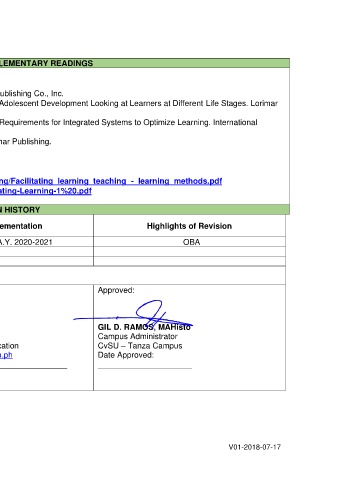 LEMENTARY READINGS
ublishing Co., Inc.
Adolescent Development Looking at Learners at Different Life Stages. Lorimar
Requirements for Integrated Systems to Optimize Learning. International
nar Publishing.
ng/Facilitating_learning_teaching_-_learning_methods.pdf
ating-Learning-1%20.pdf
N HISTORY
ementation
Highlights of Revision
A.Y. 2020-2021
OBA
Approved:
GIL D. RAMOS, MAHisto
Campus Administrator
cation
CvSU – Tanza Campus
u.ph
Date Approved:
V01-2018-07-17